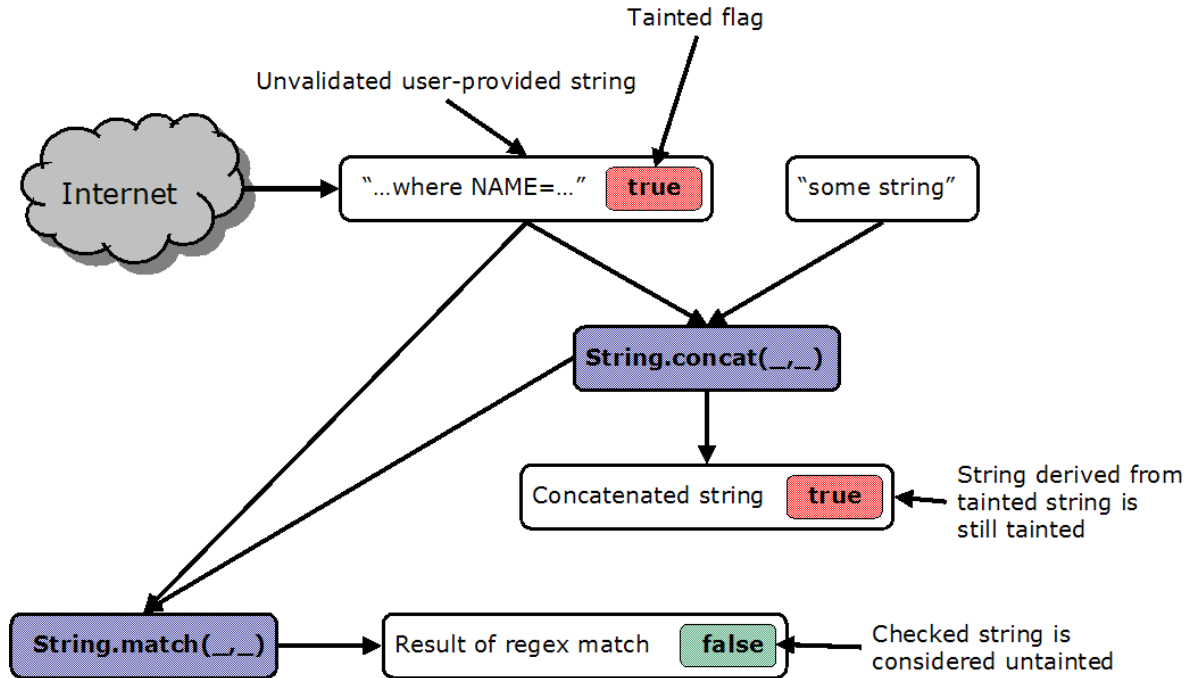 Tainted flag
Unvalidated user-provided string
Internet
“…where NAME=…” true
“some string”
String.concat(_,_)
Concatenated string true
String derived from
tainted string is
still tainted
String.match(_,_)
Result of regex match false
Checked string is
considered untainted